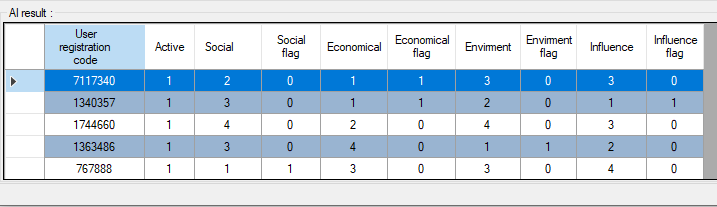 AI result :
User registration code Active Social Social flag Economical Economical flag Enviment Enviment flag Influence Influence flag
7117340 1 2 0 1 1 3 0 3 0
1340357 1 3 0 1 1 2 0 1 1
1744660 1 4 0 2 0 4 0 3 0
1363486 1 3 0 4 0 1 1 2 0
767888 1 1 1 3 0 3 0 4 0